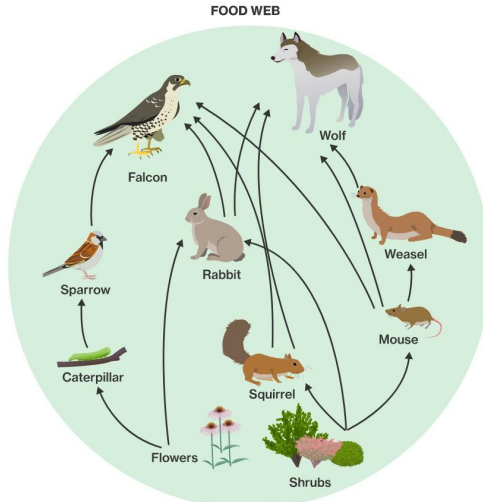 FOOD WEB
Wolf
Falcon
Weasel
Rabbit
Sparrow
Mouse
Caterpillar
Squirrel
Flowers
Shrubs